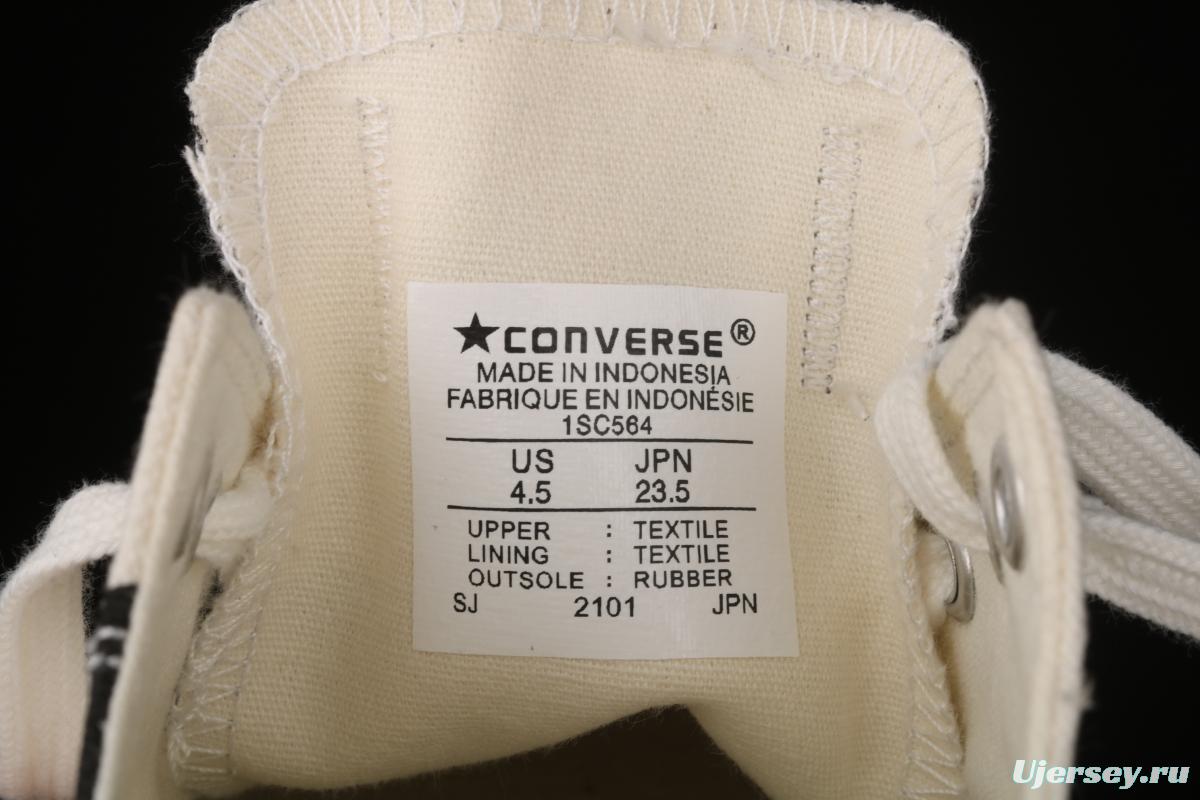 ★CONVERSE®
MADE IN INDONESIA
FABRIQUE EN INDONÉSIE
1SC564
US JPN
4.5 23.5
UPPER : TEXTILE
LINING : TEXTILE
OUTSOLE : RUBBER
SJ 2101 JPN
Ujersey.ru